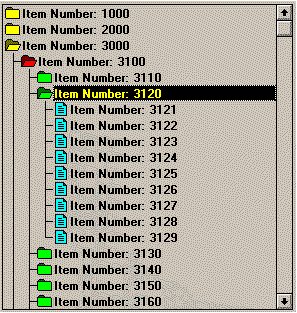 Item Number: 1000
Item Number: 2000
Item Number: 3000
Item Number: 3100
Item Number: 3110
Item Number: 3120
Item Number: 3121
Item Number: 3122
Item Number: 3123
Item Number: 3124
Item Number: 3125
Item Number: 3126
Item Number: 3127
Item Number: 3128
Item Number: 3129
Item Number: 3130
Item Number: 3140
Item Number: 3150
Item Number: 3160